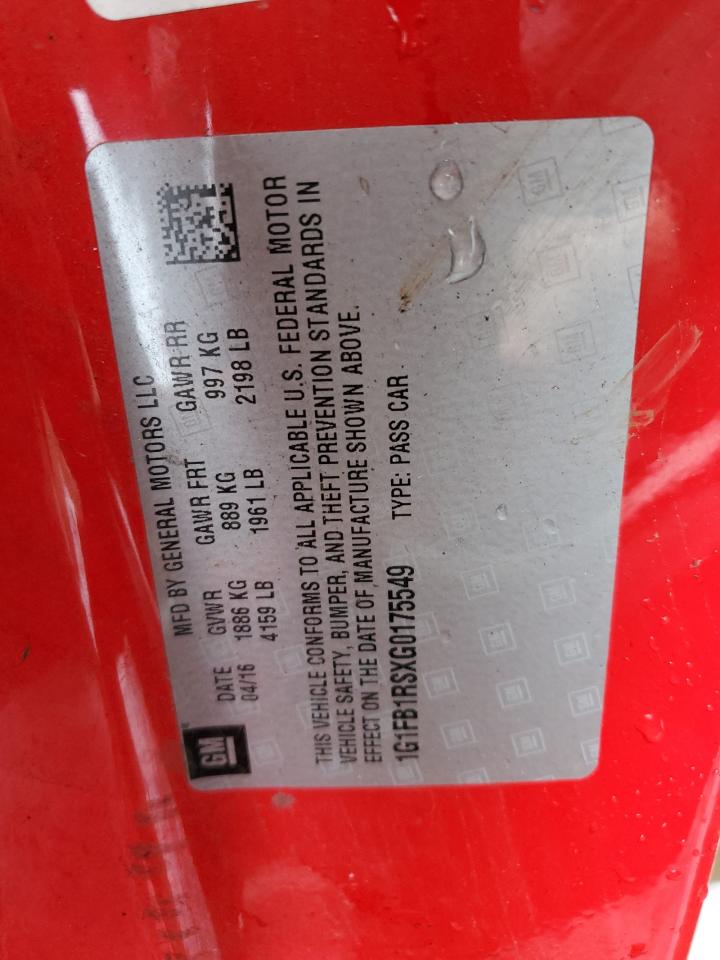 GM
MFD BY GENERAL MOTORS LLC
DATE GVWR GAWR FRT GAWR RR
04/16 1886 KG 889 KG 997 KG
4159 LB 1961 LB 2198 LB
THIS VEHICLE CONFORMS TO ALL APPLICABLE U.S. FEDERAL MOTOR
VEHICLE SAFETY, BUMPER, AND THEFT PREVENTION STANDARDS IN
EFFECT ON THE DATE OF MANUFACTURE SHOWN ABOVE.
1G1FB1RSXG0175549 TYPE: PASS CAR